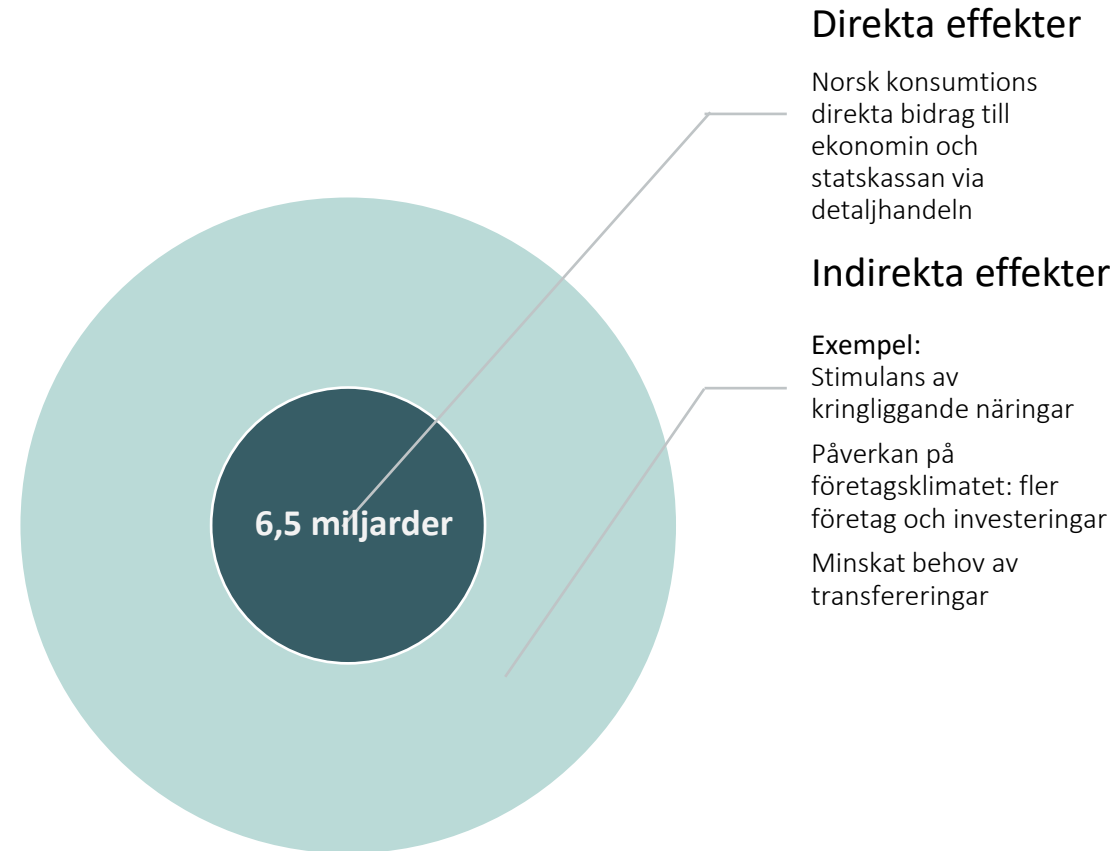 Direkta effekter
Norsk konsumtions
direkta bidrag till
ekonomin och
statskassan via
detaljhandeln
Indirekta effekter
Exempel:
Stimulans av
kringliggande näringar
Påverkan på
företagsklimatet: fler
företag och investeringar
Minskat behov av
transfereringar
6,5 miljarder